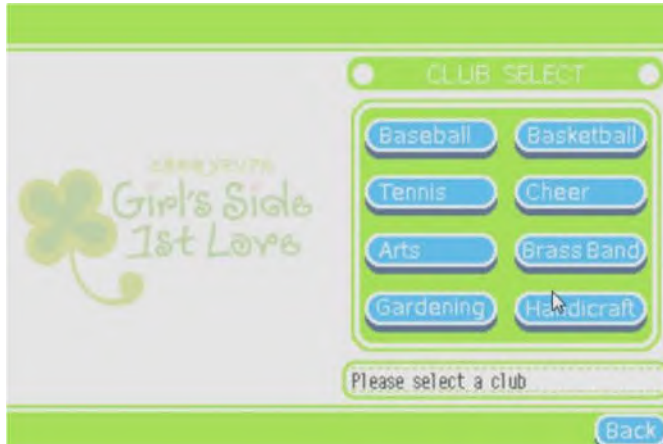 CLUB SELECT
Baseball
Basketball
Tennis
Cheer
Arts
Brass Band
Gardening
Handicraft
Girl's Side
1st Love
Please select a club
Back